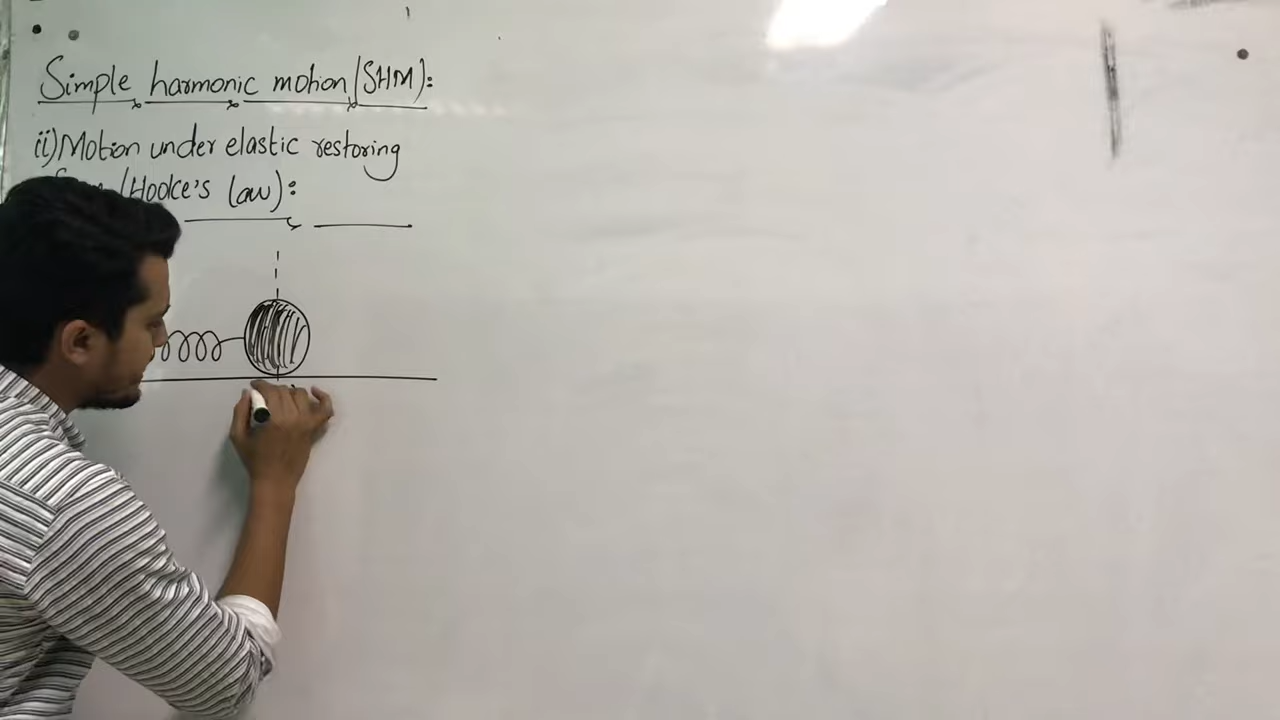 Simple harmonic motion (SHM):
ii) Motion under elastic restoring
(Hooke's law):